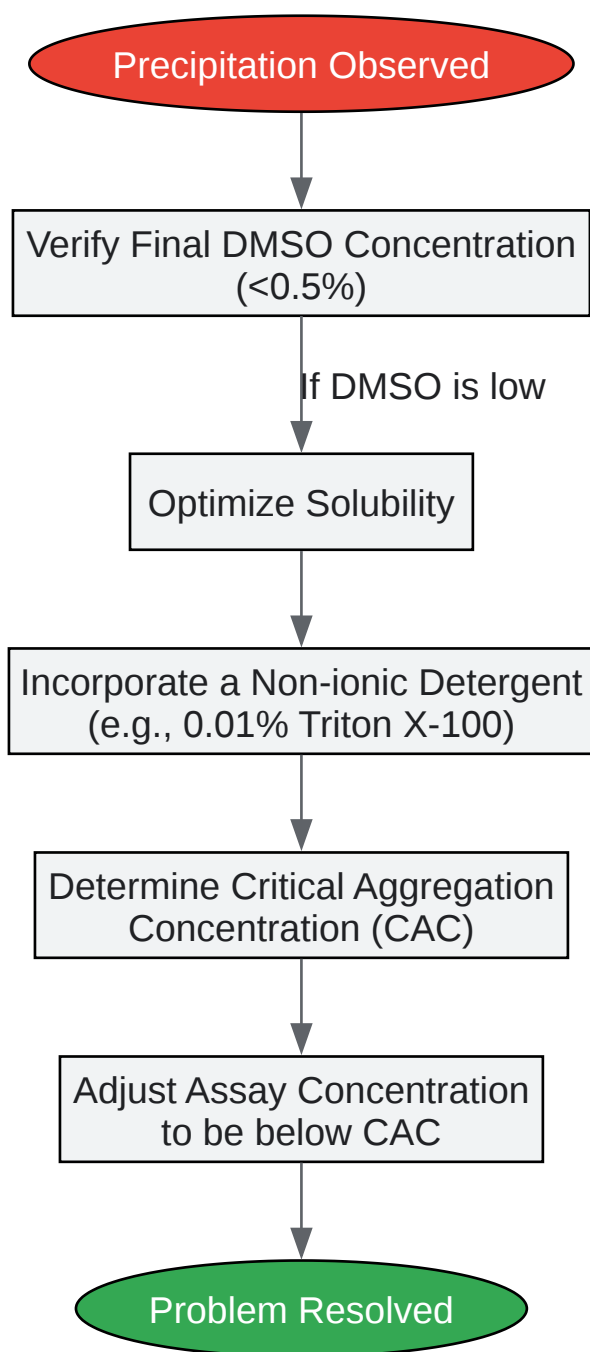 Precipitation Observed
Verify Final DMSO Concentration
(<0.5%)
If DMSO is low
Optimize Solubility
Incorporate a Non-ionic Detergent
(e.g., 0.01% Triton X-100)
Determine Critical Aggregation
Concentration (CAC)
Adjust Assay Concentration
to be below CAC
Problem Resolved